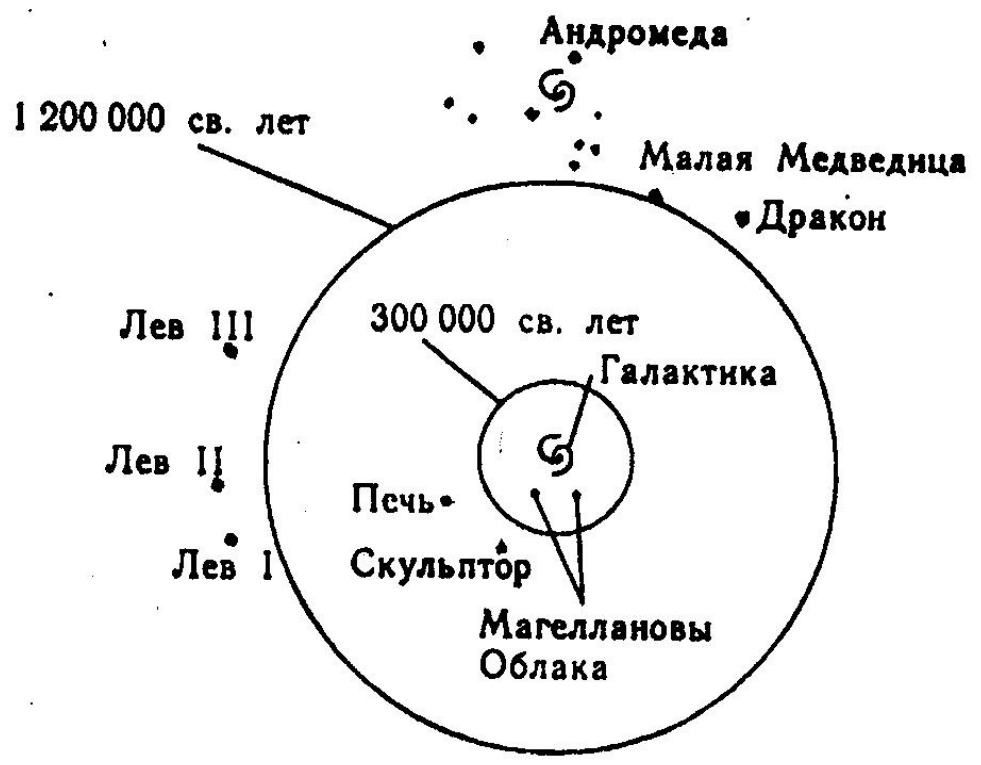 Андромеда
1 200 000 св. лет
Малая Медведица
Дракон
Лев III
300 000 св. лет
Галактика
Лев II
Печь
Лев I
Скульптор
Магеллановы
Облака